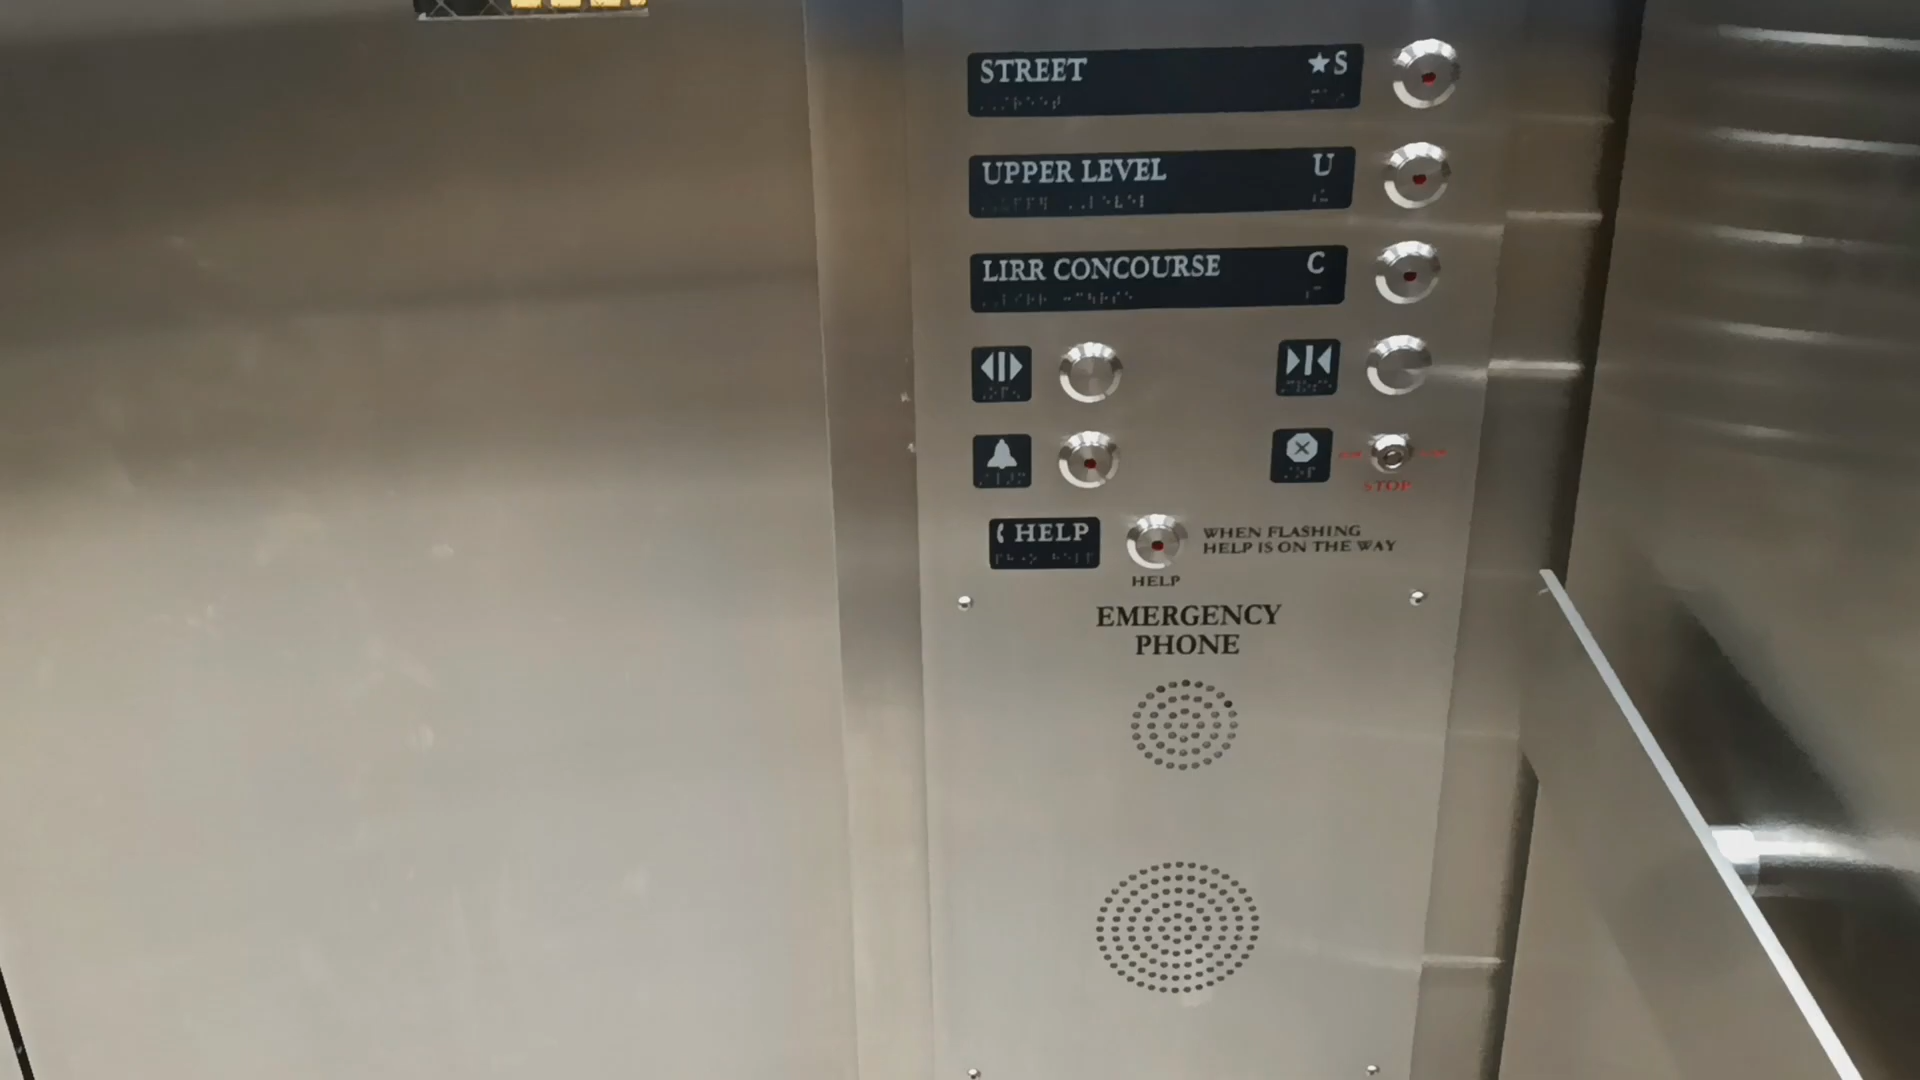 STREET ★S
UPPER LEVEL U
LIRR CONCOURSE C
STOP
HELP
WHEN FLASHING
HELP IS ON THE WAY
HELP
EMERGENCY
PHONE